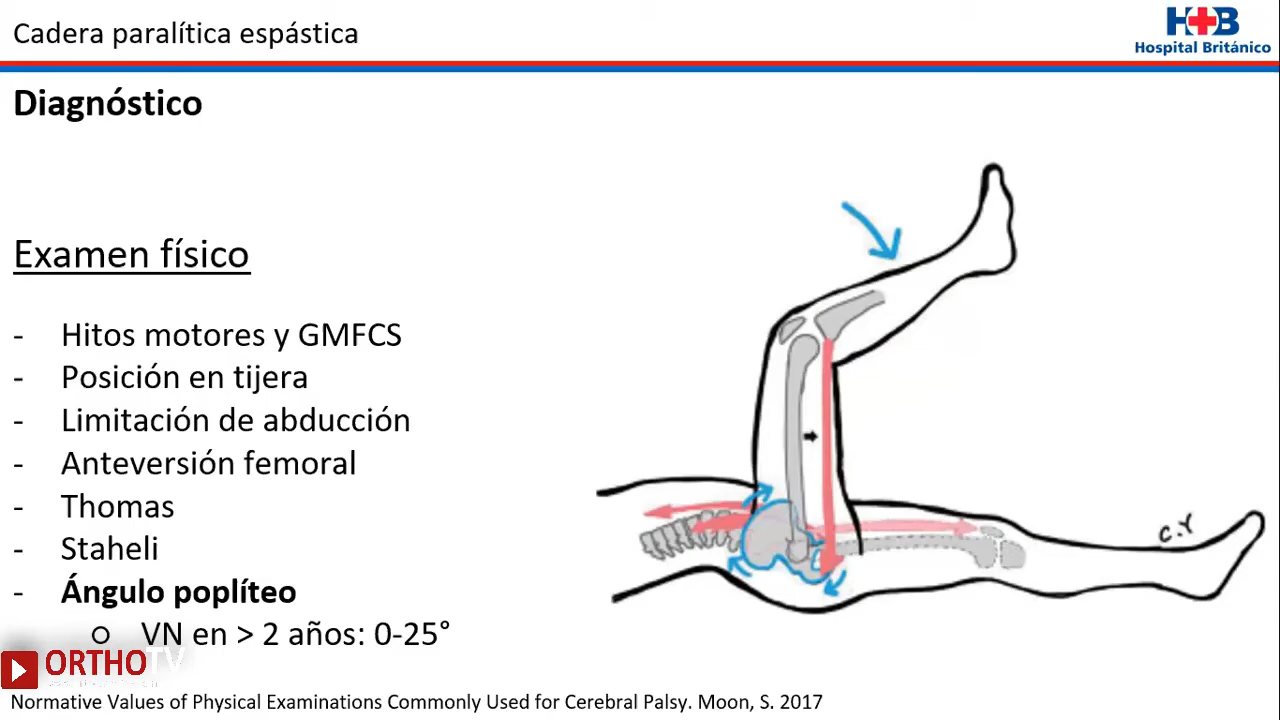 Cadera paralítica espástica
HB
Hospital Británico
Diagnóstico
Examen físico
- Hitos motores y GMFCS
- Posición en tijera
- Limitación de abducción
- Anteversión femoral
- Thomas
- Staheli
- Ángulo poplíteo
○ VN en > 2 años: 0-25°
C.Y
ORTHOTV
Normative Values of Physical Examinations Commonly Used for Cerebral Palsy. Moon, S. 2017